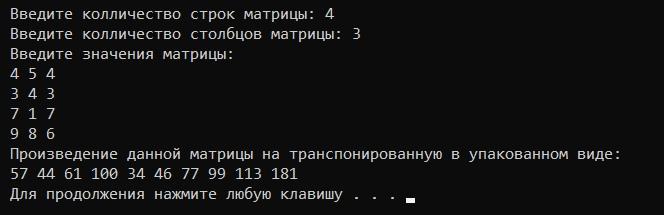 Введите колличество строк матрицы: 4
Введите колличество столбцов матрицы: 3
Введите значения матрицы:
4 5 4
3 4 3
7 1 7
9 8 6
Произведение данной матрицы на транспонированную в упакованном виде:
57 44 61 100 34 46 77 99 113 181
Для продолжения нажмите любую клавишу . . .